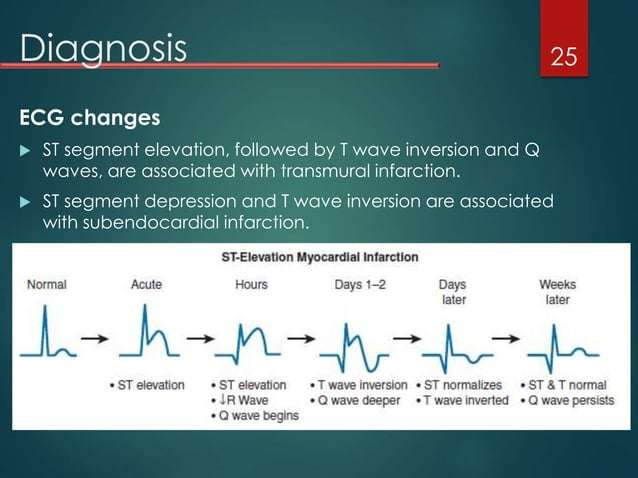 Diagnosis
25
ECG changes
ST segment elevation, followed by T wave inversion and Q
waves, are associated with transmural infarction.
ST segment depression and T wave inversion are associated
with subendocardial infarction.
ST-Elevation Myocardial Infarction
Normal
Acute
• ST elevation
Hours
• ST elevation
• ↓R Wave
• Q wave begins
Days 1–2
• T wave inversion
• Q wave deeper
Days
later
• ST normalizes
• T wave inverted
Weeks
later
• ST & T normal
• Q wave persists